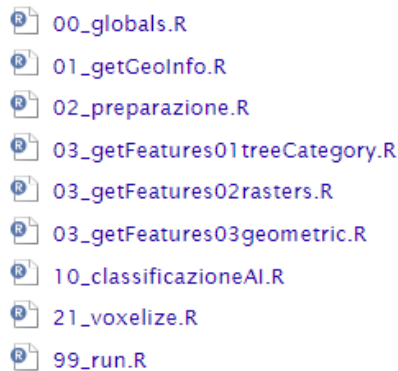 00_globals.R
01_getGeoInfo.R
02_preparazione.R
03_getFeatures01treeCategory.R
03_getFeatures02rasters.R
03_getFeatures03geometric.R
10_classificazioneAI.R
21_voxelize.R
99_run.R